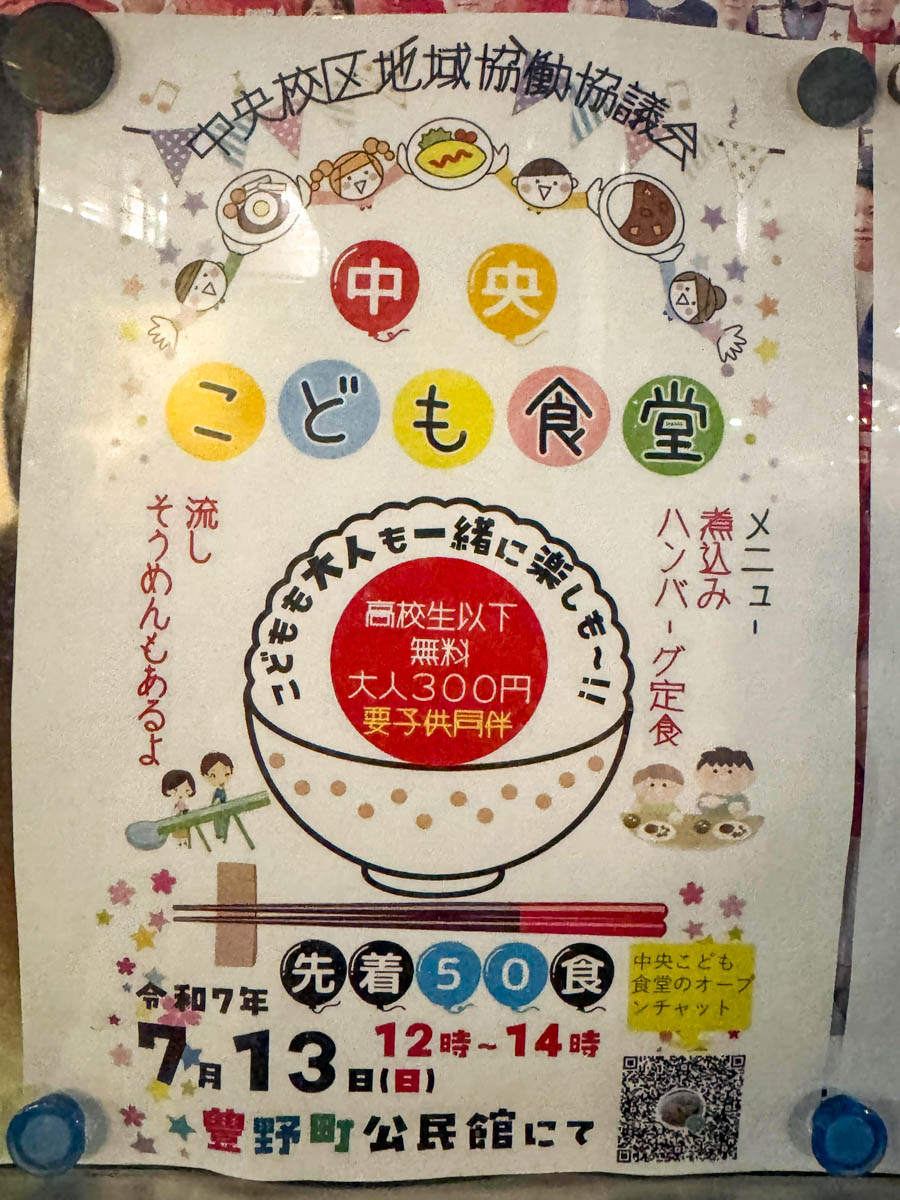 中央校区地域協働協議会
中央
こども食堂
メニュー
煮込み
ハンバーグ定食
流し
そうめんもあるよ
こどもも大人も一緒に楽しも〜!!
高校生以下
無料
大人300円
要子供同伴
先着50食
中央こども
食堂のオープ
ンチャット
令和7年
7月13日(日)
12時~14時
豊野町公民館にて